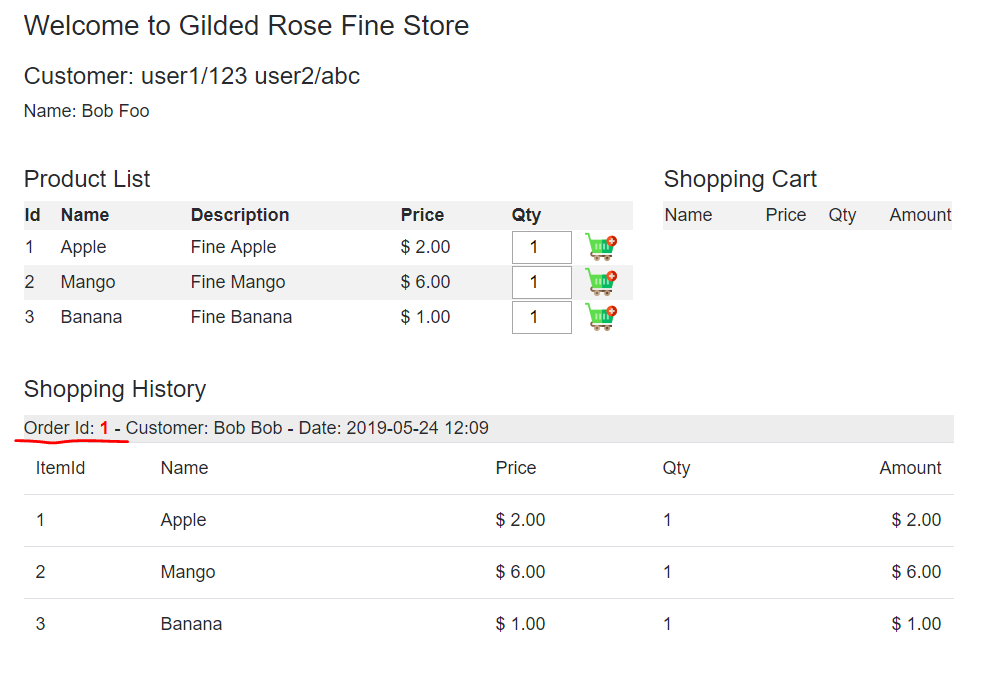 Welcome to Gilded Rose Fine Store
Customer: user1/123 user2/abc
Name: Bob Foo
Product List
Id Name Description Price Qty
1 Apple Fine Apple $ 2.00 1
2 Mango Fine Mango $ 6.00 1
3 Banana Fine Banana $ 1.00 1
Shopping Cart
Name Price Qty Amount
Shopping History
Order Id: 1 - Customer: Bob Bob - Date: 2019-05-24 12:09
ItemId Name Price Qty Amount
1 Apple $ 2.00 1 $ 2.00
2 Mango $ 6.00 1 $ 6.00
3 Banana $ 1.00 1 $ 1.00